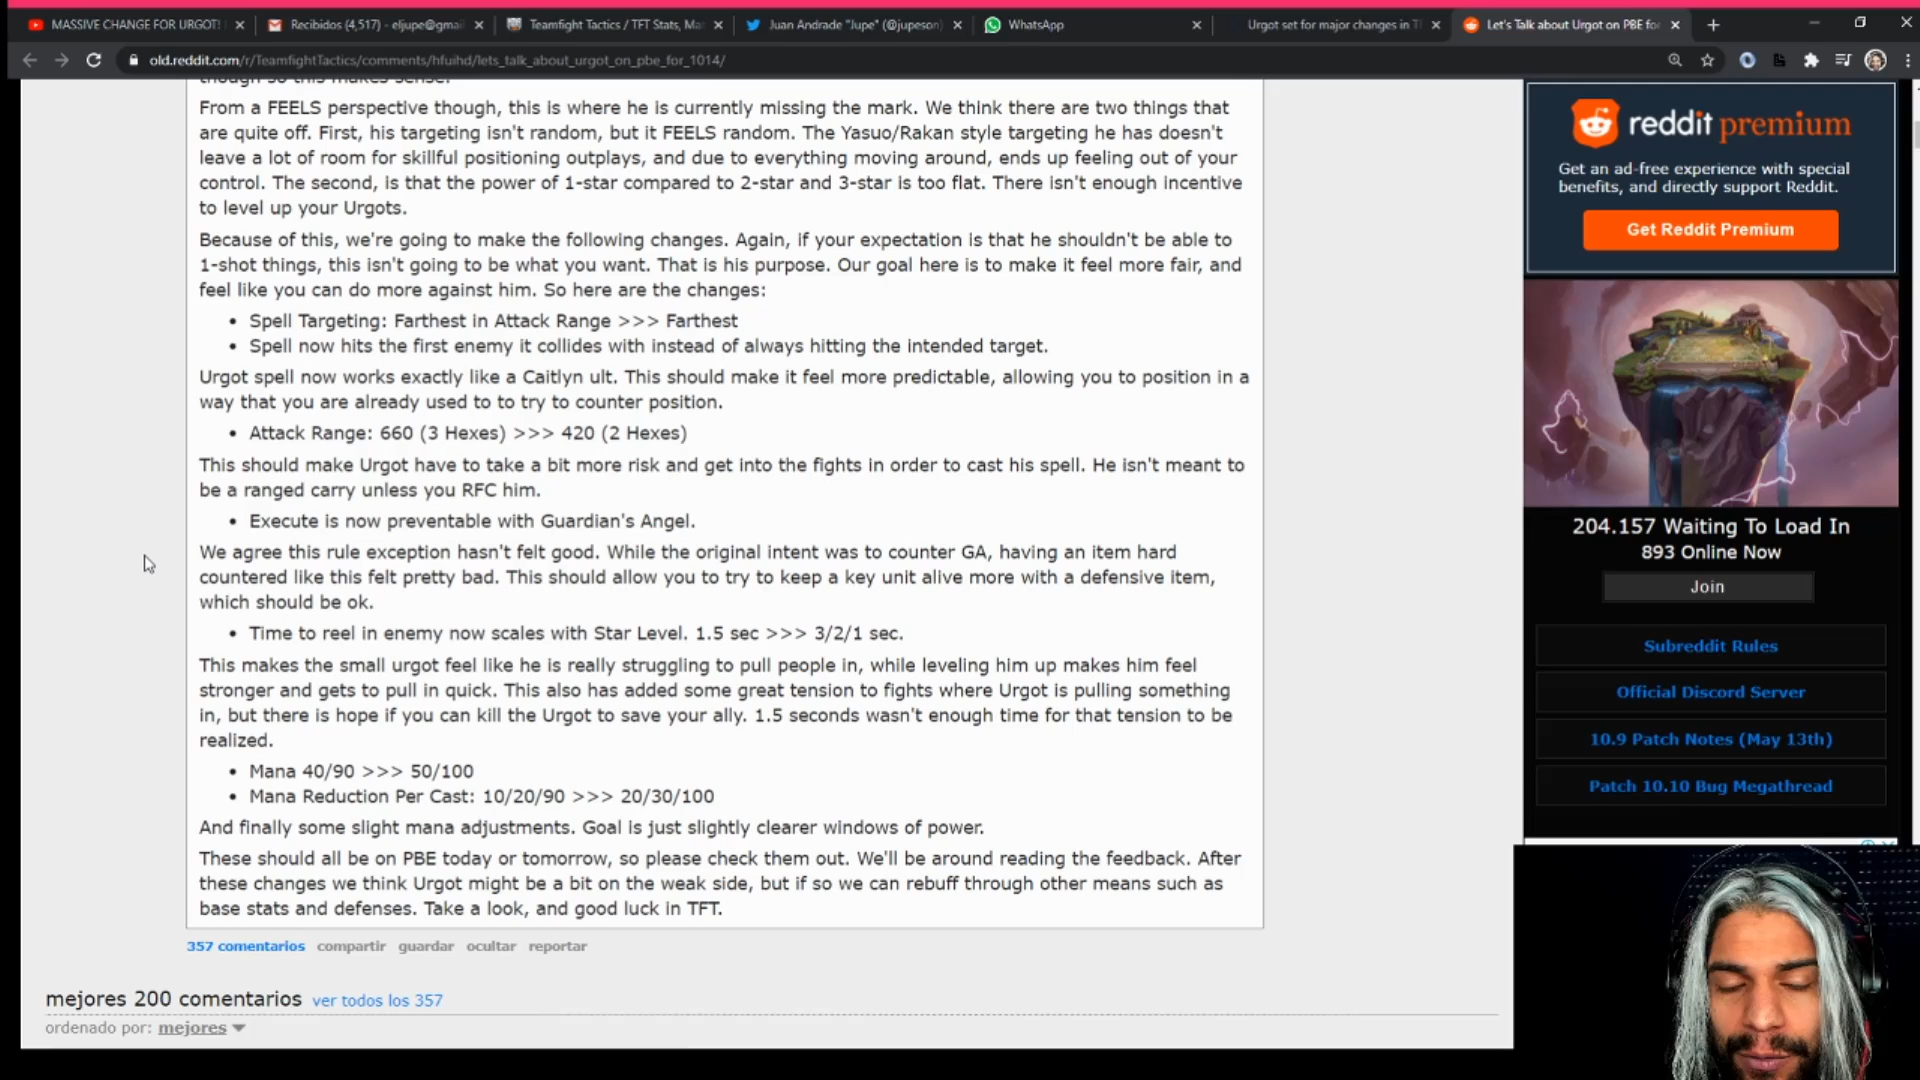 MASSIVE CHANGE FOR URGOT!
Recibidos (4,517) - eljupe@gmai
Teamfight Tactics / TFT Stats, Ma
Juan Andrade "Jupe" (@jupeson)
WhatsApp
Urgot set for major changes in T
Let's Talk about Urgot on PBE fo
old.reddit.com/r/TeamfightTactics/comments/hfuihd/lets_talk_about_urgot_on_pbe_for_1014/
though so this makes sense.
From a FEELS perspective though, this is where he is currently missing the mark. We think there are two things that
are quite off. First, his targeting isn't random, but it FEELS random. The Yasuo/Rakan style targeting he has doesn't
leave a lot of room for skillful positioning outplays, and due to everything moving around, ends up feeling out of your
control. The second, is that the power of 1-star compared to 2-star and 3-star is too flat. There isn't enough incentive
to level up your Urgots.
Because of this, we're going to make the following changes. Again, if your expectation is that he shouldn't be able to
1-shot things, this isn't going to be what you want. That is his purpose. Our goal here is to make it feel more fair, and
feel like you can do more against him. So here are the changes:
• Spell Targeting: Farthest in Attack Range >>> Farthest
• Spell now hits the first enemy it collides with instead of always hitting the intended target.
Urgot spell now works exactly like a Caitlyn ult. This should make it feel more predictable, allowing you to position in a
way that you are already used to to try to counter position.
• Attack Range: 660 (3 Hexes) >>> 420 (2 Hexes)
This should make Urgot have to take a bit more risk and get into the fights in order to cast his spell. He isn't meant to
be a ranged carry unless you RFC him.
• Execute is now preventable with Guardian's Angel.
We agree this rule exception hasn't felt good. While the original intent was to counter GA, having an item hard
countered like this felt pretty bad. This should allow you to try to keep a key unit alive more with a defensive item,
which should be ok.
• Time to reel in enemy now scales with Star Level. 1.5 sec >>> 3/2/1 sec.
This makes the small urgot feel like he is really struggling to pull people in, while leveling him up makes him feel
stronger and gets to pull in quick. This also has added some great tension to fights where Urgot is pulling something
in, but there is hope if you can kill the Urgot to save your ally. 1.5 seconds wasn't enough time for that tension to be
realized.
• Mana 40/90 >>> 50/100
• Mana Reduction Per Cast: 10/20/90 >>> 20/30/100
And finally some slight mana adjustments. Goal is just slightly clearer windows of power.
These should all be on PBE today or tomorrow, so please check them out. We'll be around reading the feedback. After
these changes we think Urgot might be a bit on the weak side, but if so we can rebuff through other means such as
base stats and defenses. Take a look, and good luck in TFT.
357 comentarios compartir guardar ocultar reportar
mejores 200 comentarios ver todos los 357
ordenado por: mejores
reddit premium
Get an ad-free experience with special
benefits, and directly support Reddit.
Get Reddit Premium
204.157 Waiting To Load In
893 Online Now
Join
Subreddit Rules
Official Discord Server
10.9 Patch Notes (May 13th)
Patch 10.10 Bug Megathread